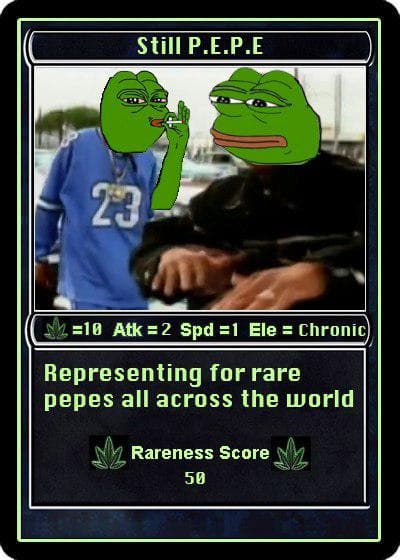 Still P.E.P.E
23
=10 Atk =2 Spd =1 Ele = Chronic
Representing for rare
pepes all across the world
Rareness Score
50